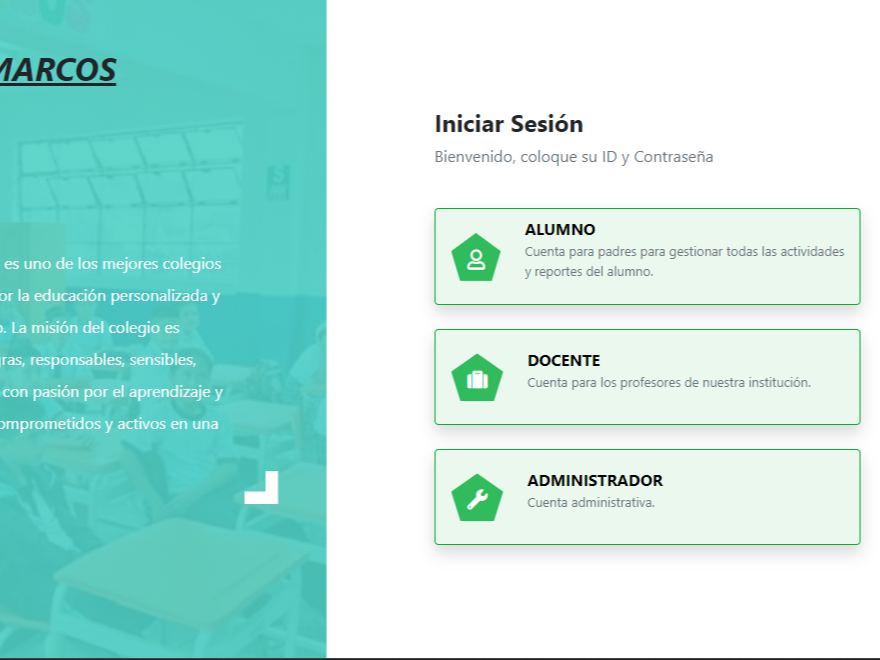 MARCOS
es uno de los mejores colegios
or la educación personalizada y
o. La misión del colegio es
gras, responsables, sensibles,
con pasión por el aprendizaje y
omprometidos y activos en una
Iniciar Sesión
Bienvenido, coloque su ID y Contraseña
ALUMNO
Cuenta para padres para gestionar todas las actividades
y reportes del alumno.
DOCENTE
Cuenta para los profesores de nuestra institución.
ADMINISTRADOR
Cuenta administrativa.